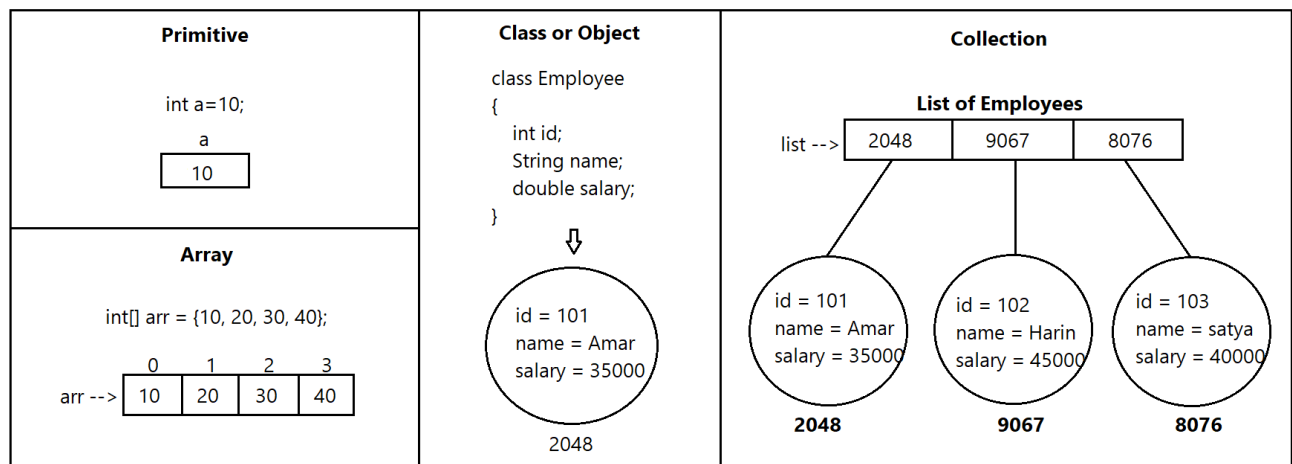 Primitive
int a=10;
a
10
Array
int[] arr = {10, 20, 30, 40};
0 1 2 3
arr --> 10 20 30 40
Class or Object
class Employee
{
int id;
String name;
double salary;
}
id = 101
name = Amar
salary = 35000
2048
Collection
List of Employees
list --> 2048 9067 8076
id = 101
name = Amar
salary = 35000
2048
id = 102
name = Harin
salary = 45000
9067
id = 103
name = satya
salary = 40000
8076